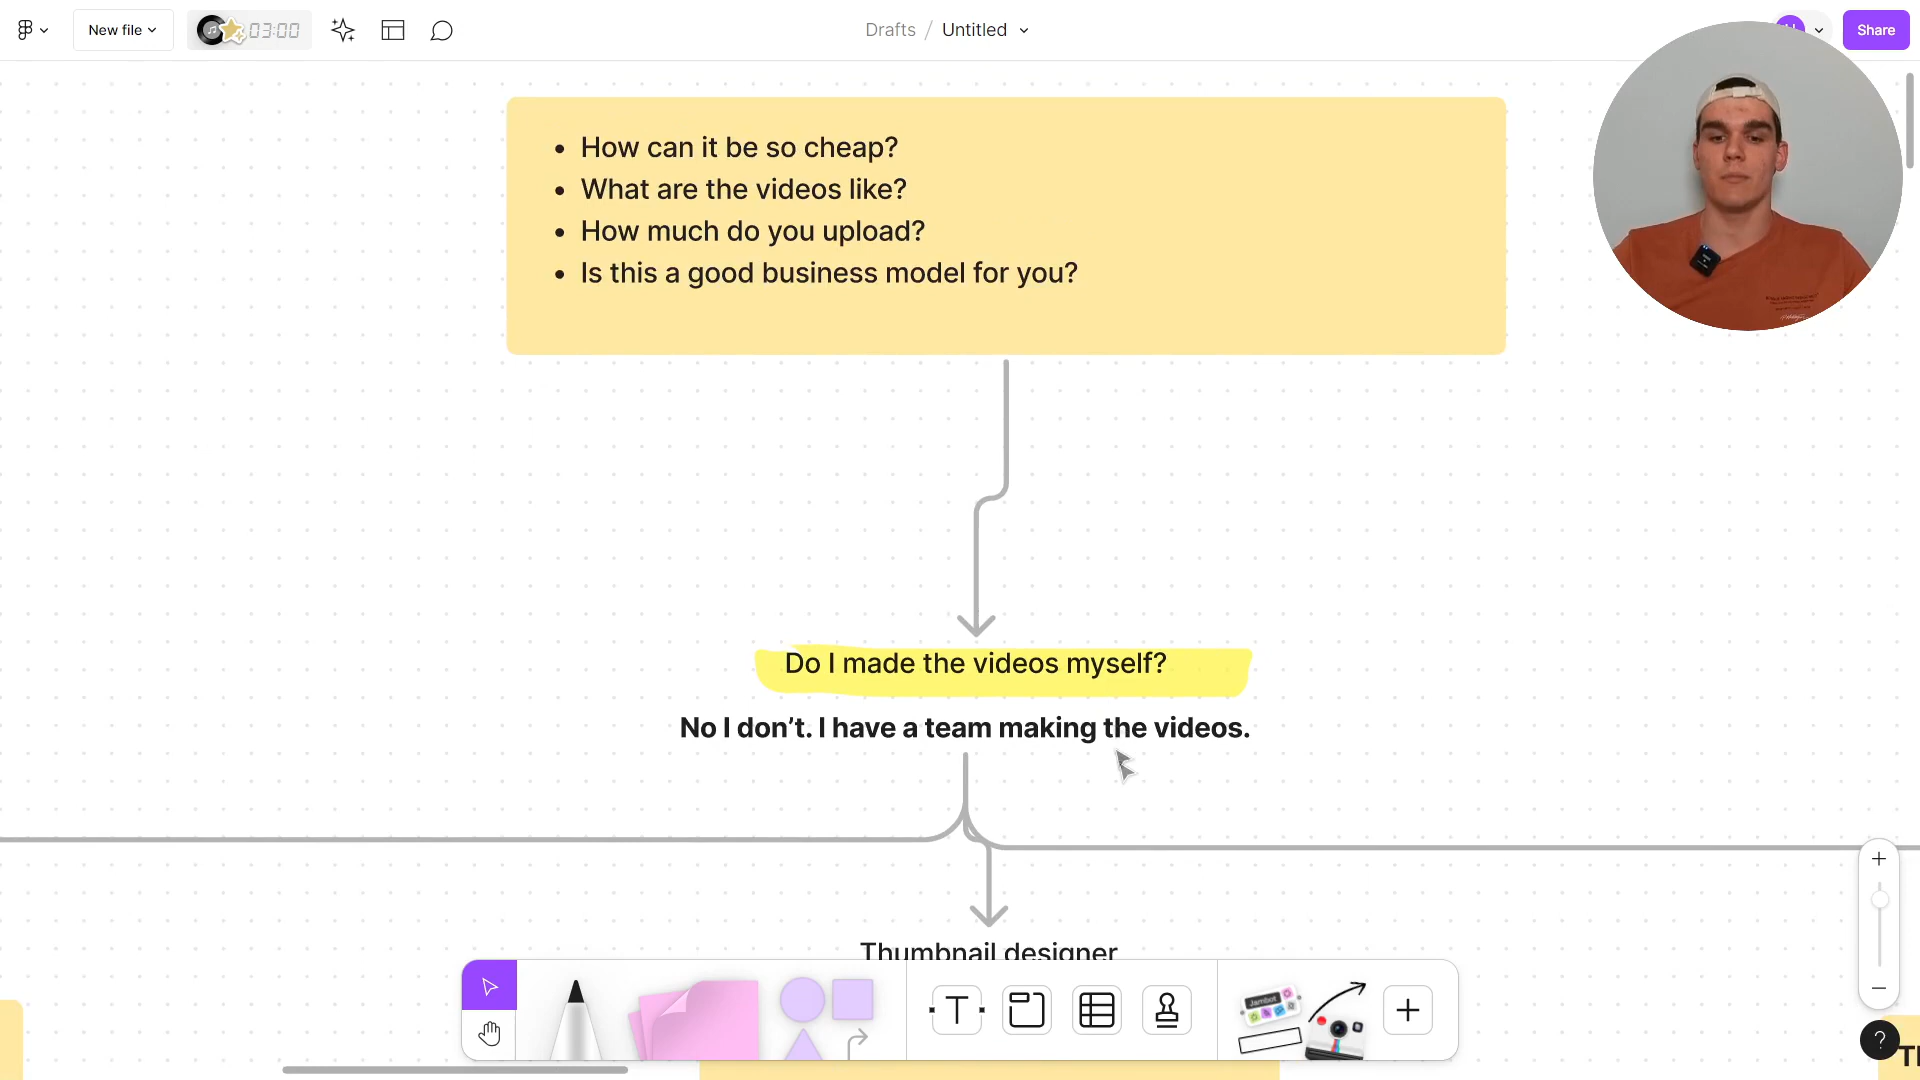 New file
03:00
Drafts / Untitled
Share
• How can it be so cheap?
• What are the videos like?
• How much do you upload?
• Is this a good business model for you?
Do I made the videos myself?
No I don’t. I have a team making the videos.
Thumbnail designer
T
Jambot
?